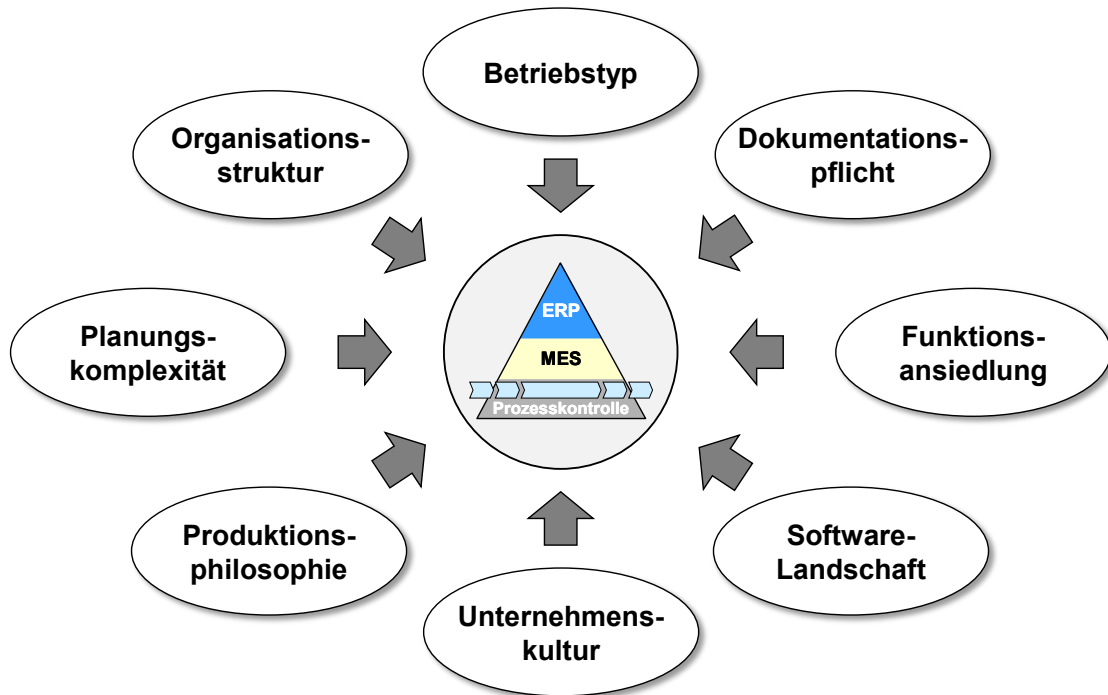 Betriebstyp
Organisations-
struktur
Dokumentations-
pflicht
Planungs-
komplexität
ERP
MES
Prozesskontrolle
Funktions-
ansiedlung
Produktions-
philosophie
Software-
Landschaft
Unternehmens-
kultur